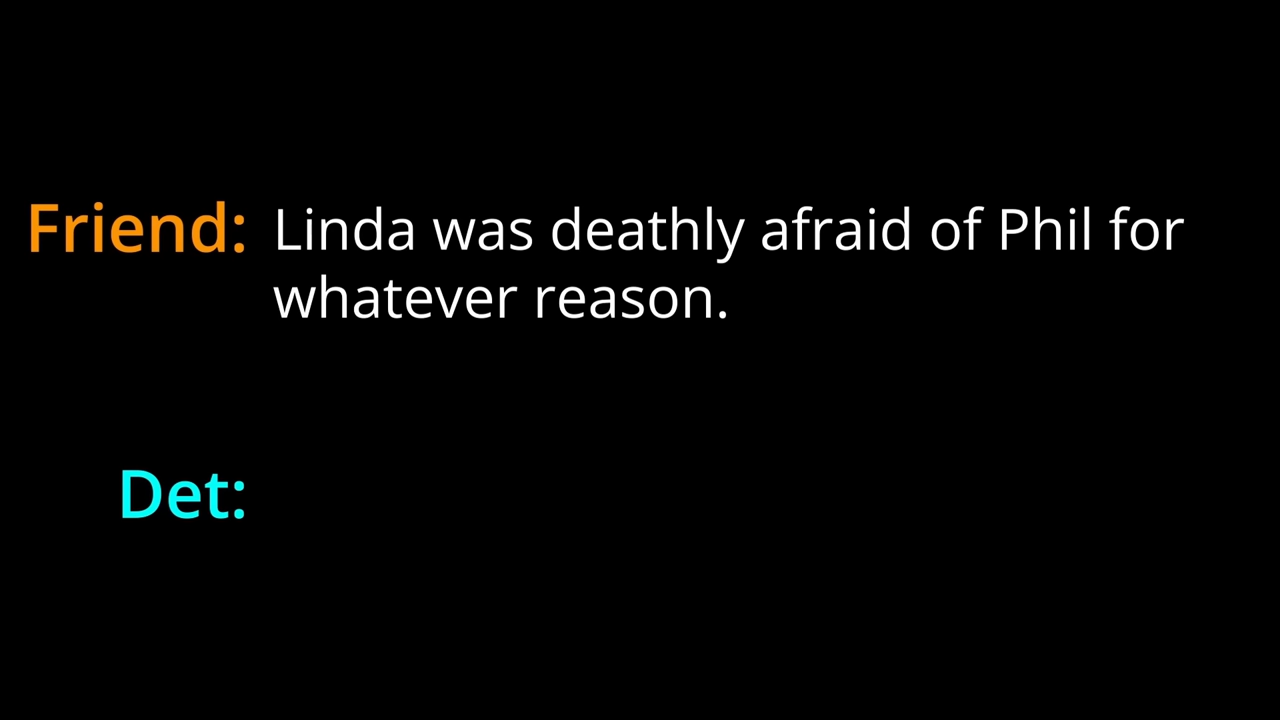 Friend: Linda was deathly afraid of Phil for
whatever reason.
Det: